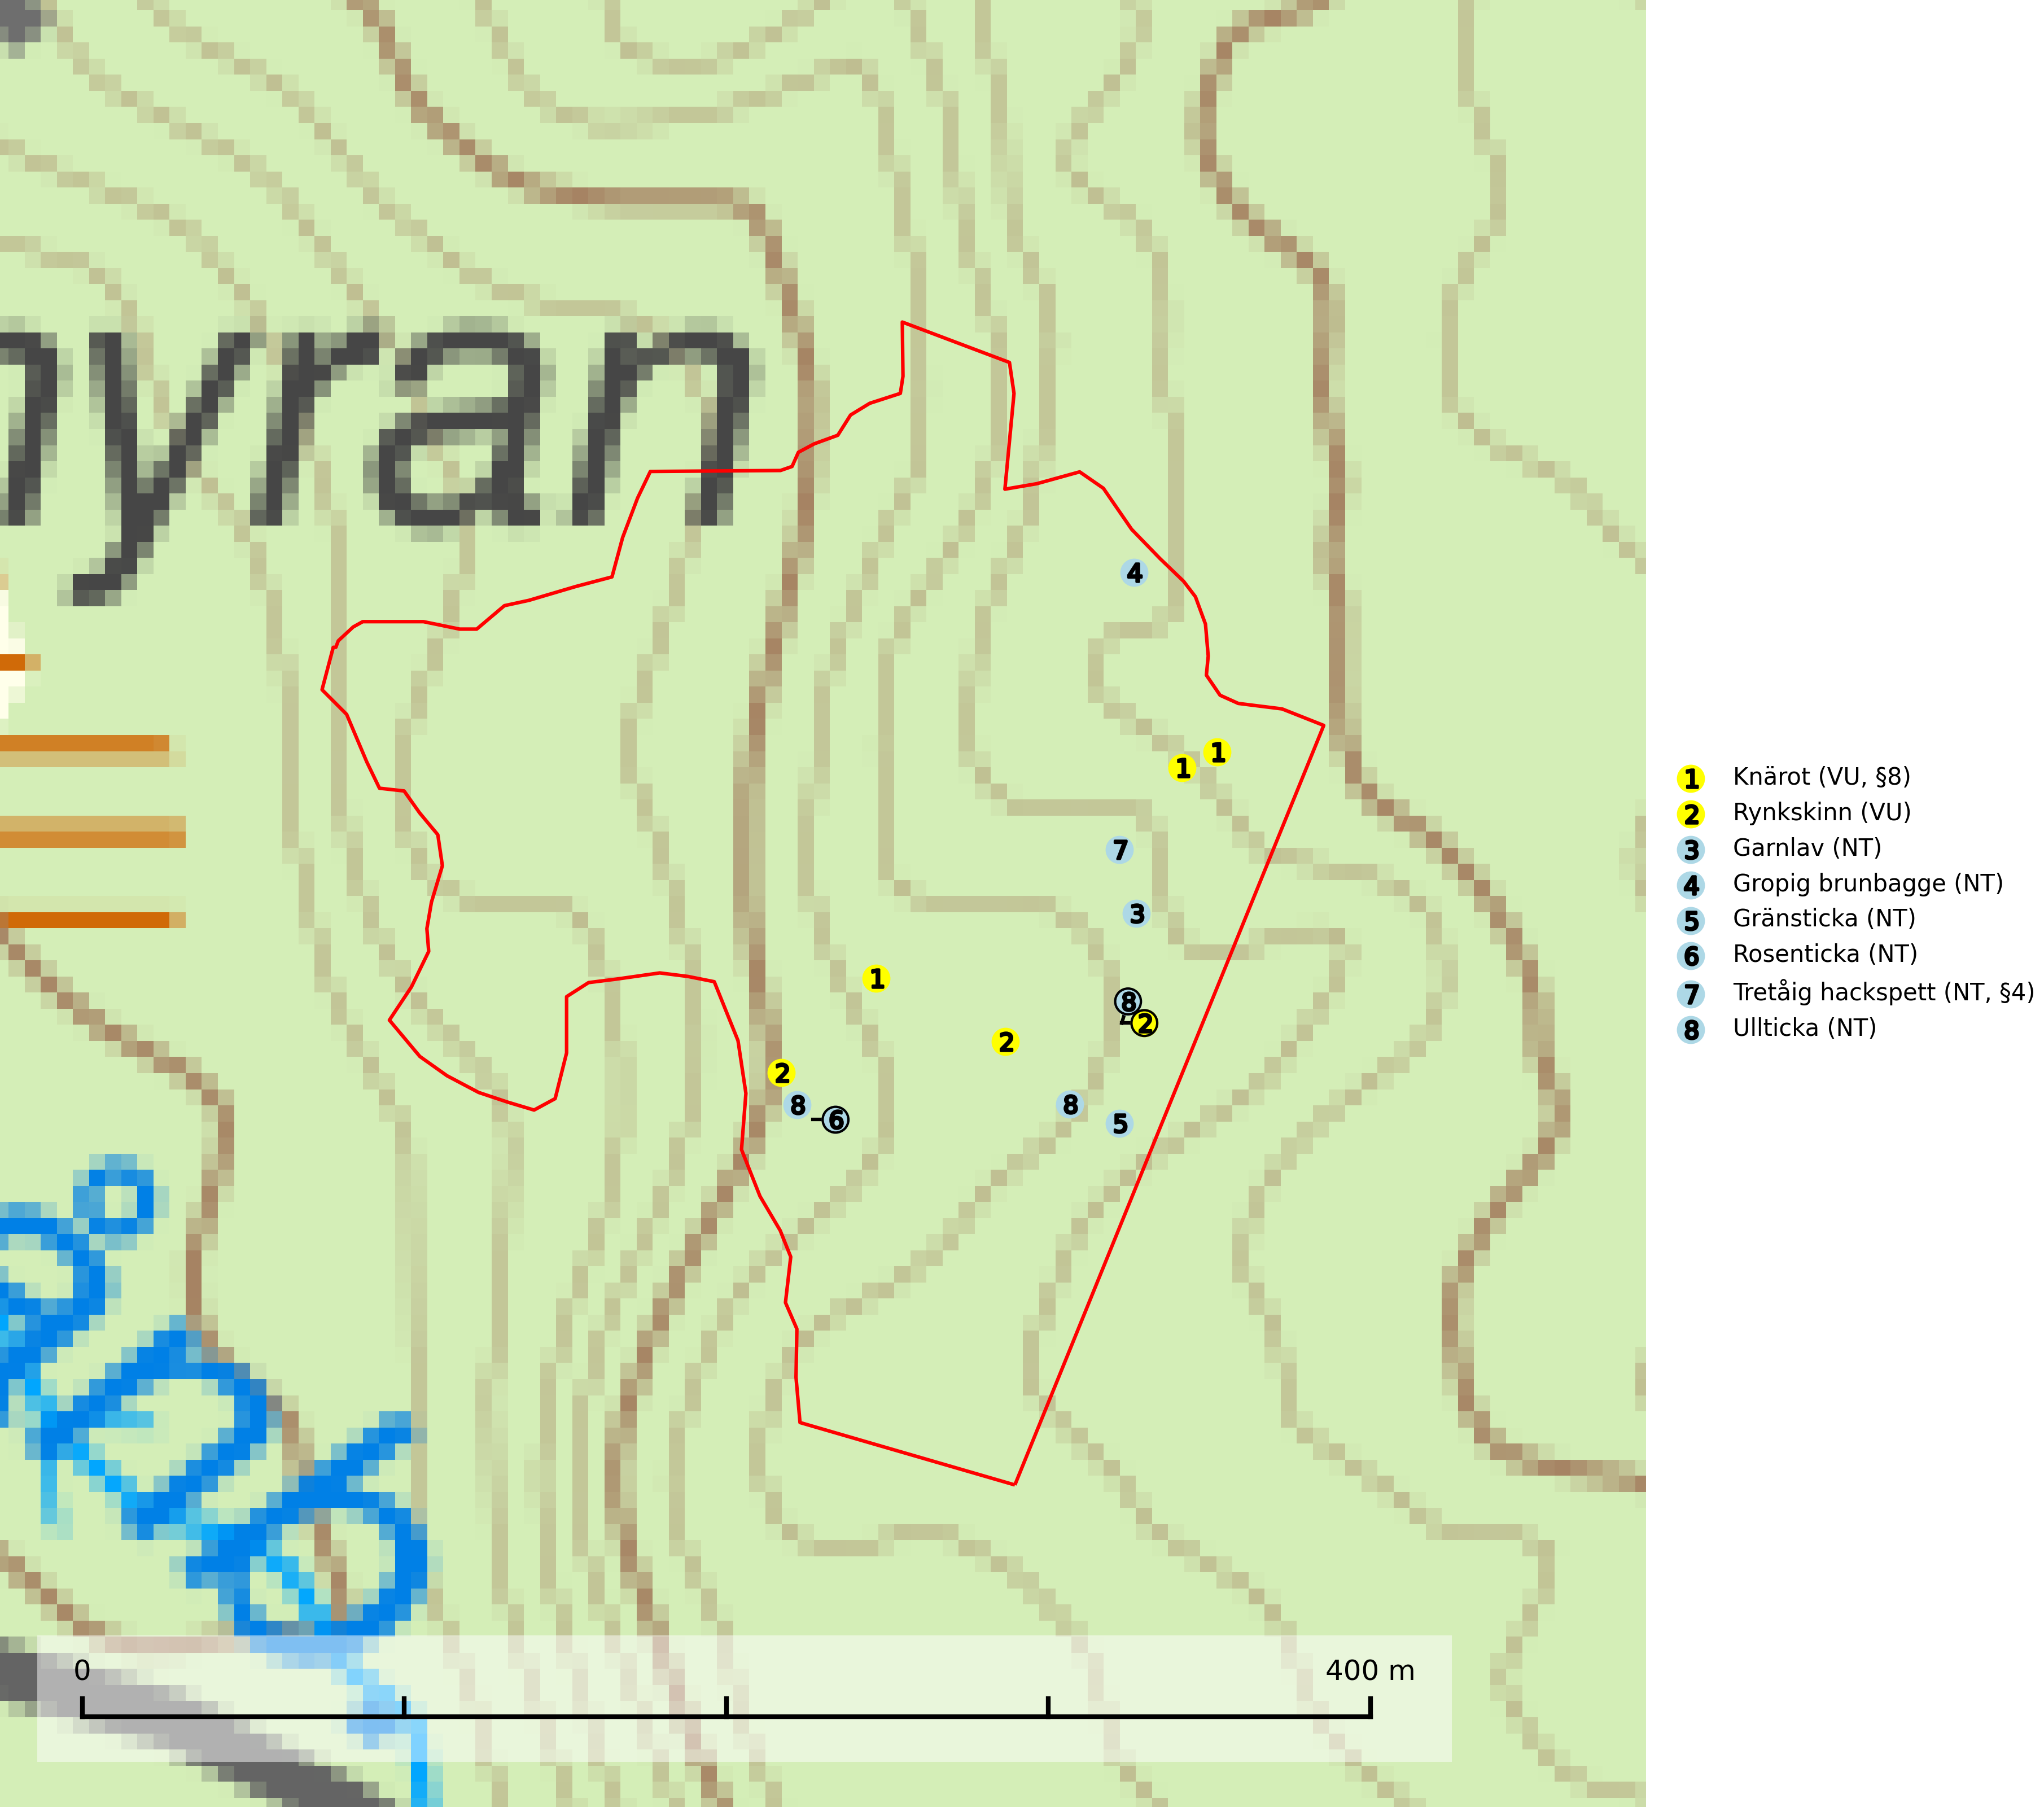 yran
4
1
1
7
3
1
8
2
2
2
8
6
8
5
1 Knärot (VU, §8)
2 Rynkskinn (VU)
3 Garnlav (NT)
4 Gropig brunbagge (NT)
5 Gränsticka (NT)
6 Rosenticka (NT)
7 Tretåig hackspett (NT, §4)
8 Ullticka (NT)
0 400 m